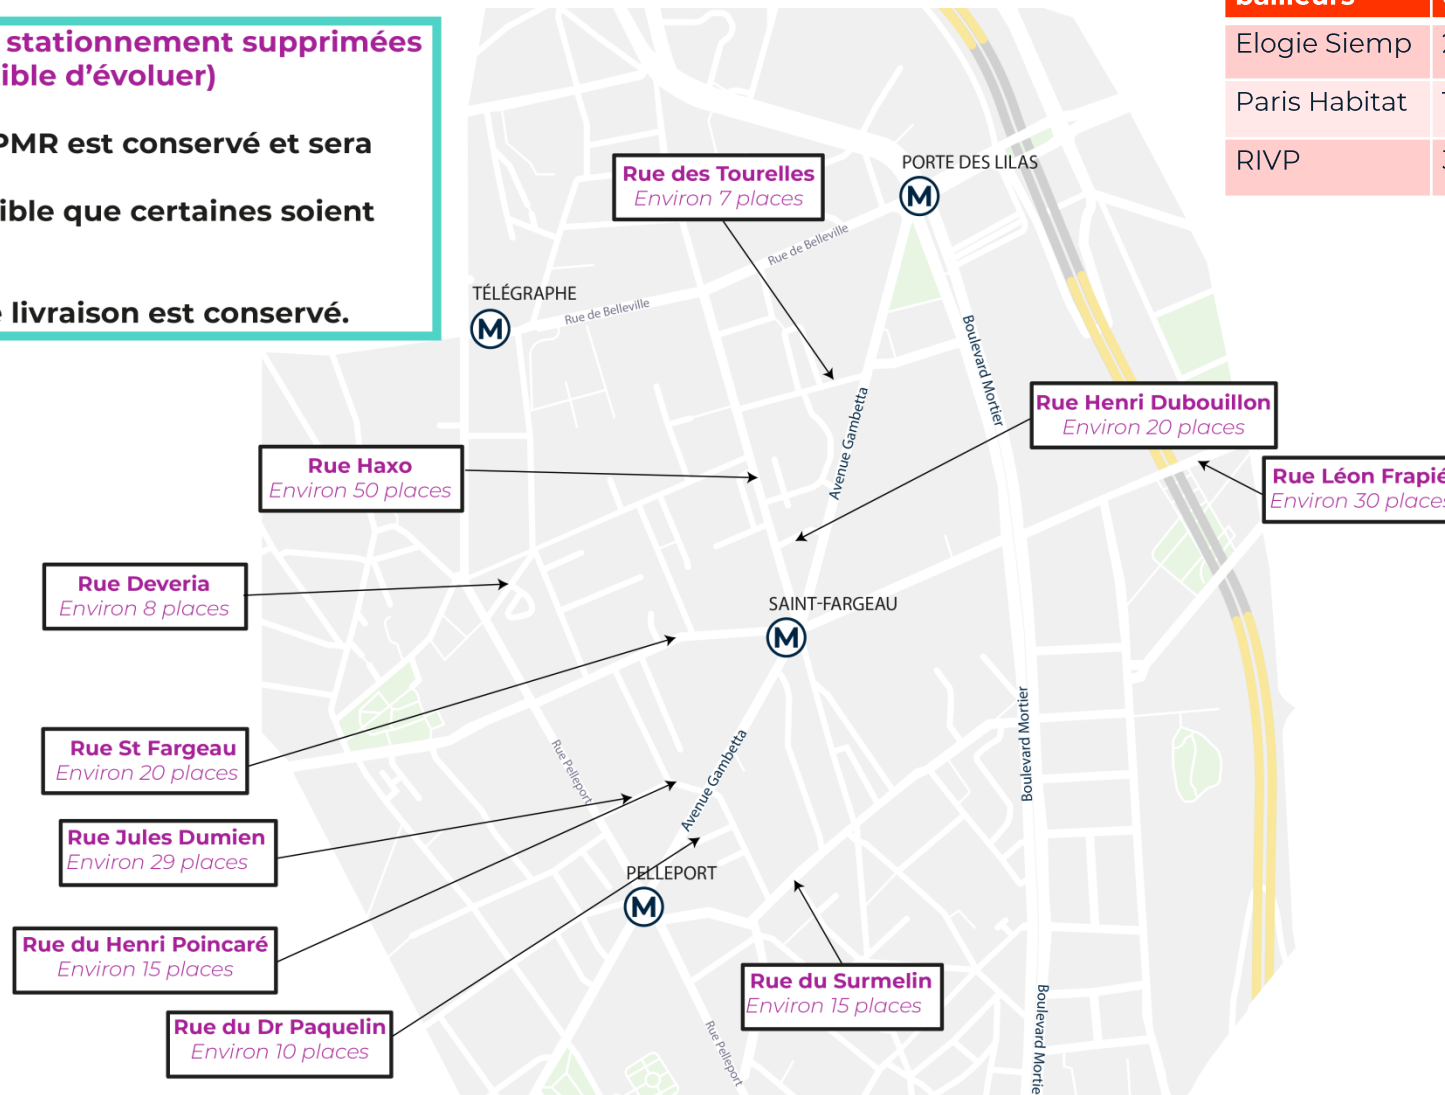 stationnement supprimées
ible d'évoluer)
PMR est conservé et sera
ible que certaines soient
livraison est conservé.
bailleurs
Elogie Siemp
Paris Habitat
RIVP
Rue des Tourelles
Environ 7 places
PORTE DES LILAS
M
Rue de Belleville
TÉLÉGRAPHE
M
Rue de Belleville
Boulevard Mortier
Avenue Gambetta
Rue Henri Dubouillon
Environ 20 places
Rue Haxo
Environ 50 places
Rue Léon Frapié
Environ 30 places
Rue Deveria
Environ 8 places
SAINT-FARGEAU
M
Rue St Fargeau
Environ 20 places
Rue Pelleport
Avenue Gambetta
Boulevard Mortier
Rue Jules Dumien
Environ 29 places
PELLEPORT
M
Rue du Henri Poincaré
Environ 15 places
Rue du Surmelin
Environ 15 places
Rue du Dr Paquelin
Environ 10 places
Rue Pelleport
Boulevard Mortie